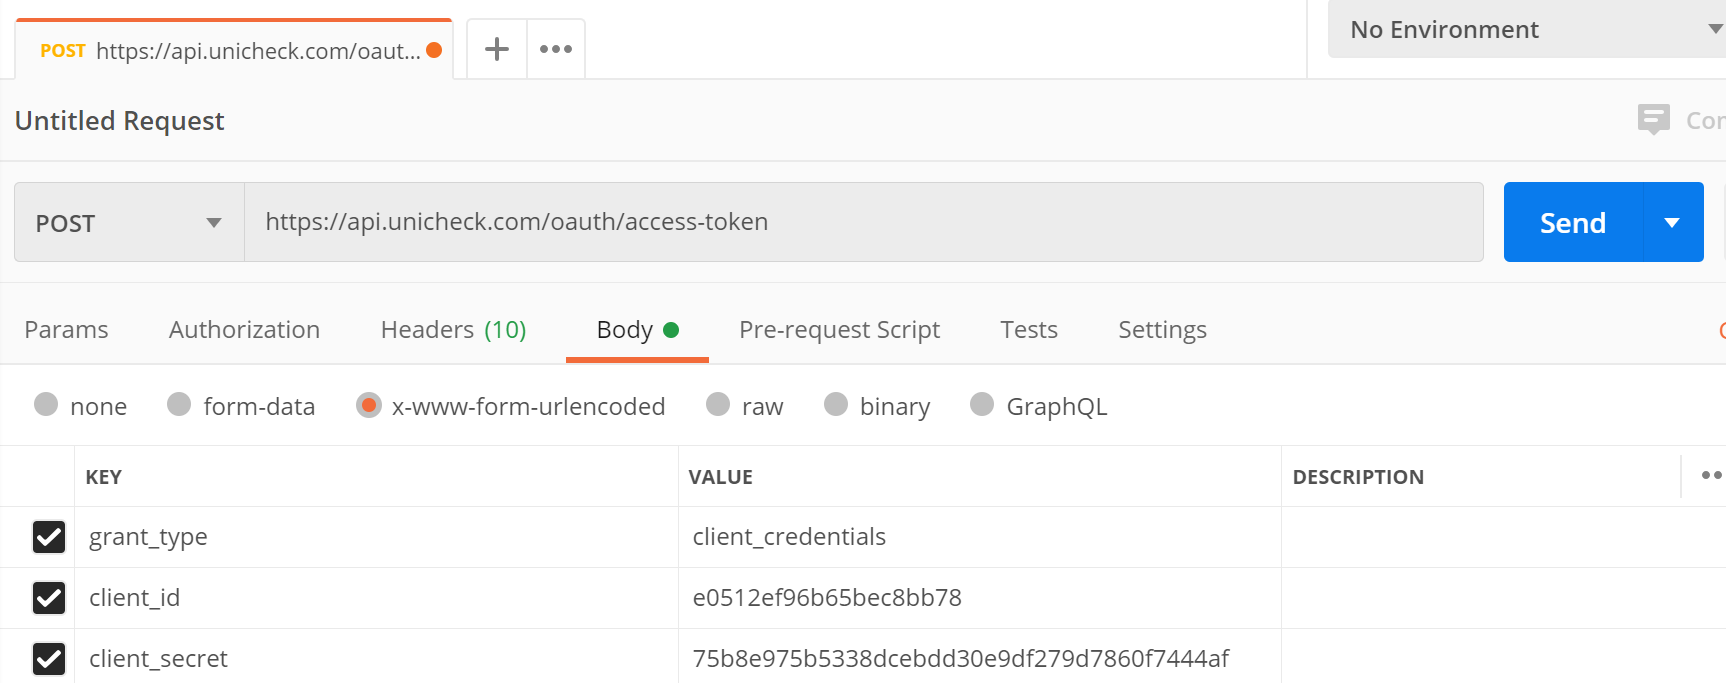 POST https://api.unicheck.com/oaut...
No Environment
Untitled Request
POST https://api.unicheck.com/oauth/access-token Send
Params Authorization Headers (10) Body Pre-request Script Tests Settings
none form-data x-www-form-urlencoded raw binary GraphQL
KEY VALUE DESCRIPTION
grant_type client_credentials
client_id e0512ef96b65bec8bb78
client_secret 75b8e975b5338dcebdd30e9df279d7860f7444af